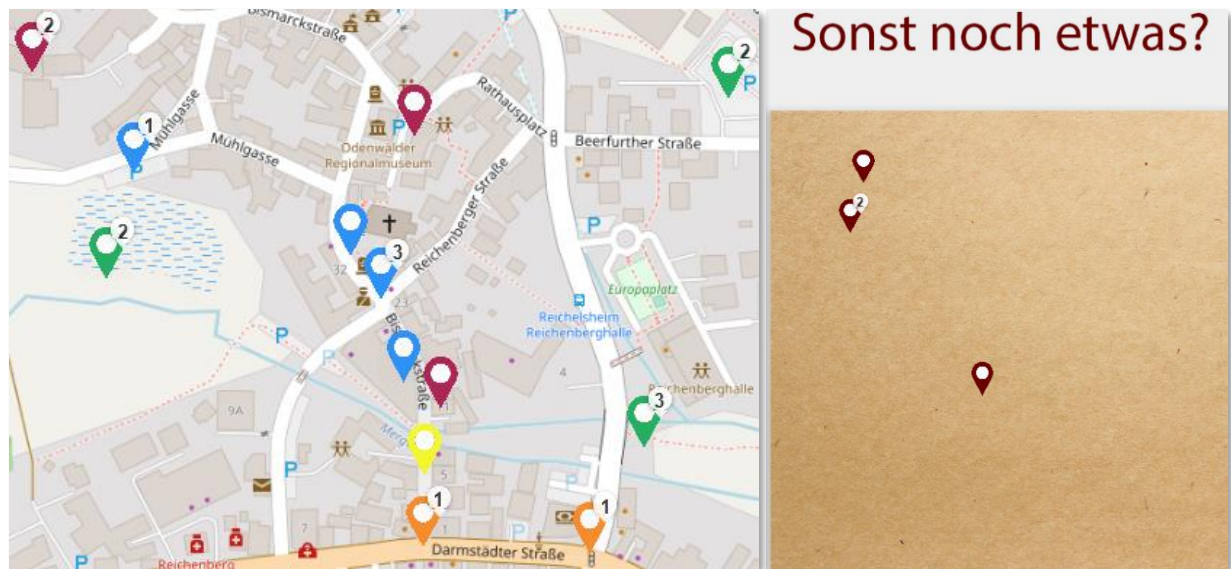 Sonst noch etwas?
2
Bismarckstraße
P
2
P
1
Mühlgasse
P
Mühlgasse
P
Odenwälder
Regionalmuseum
Rathausplatz
Beerfurther Straße
2
2
Reichenberger Straße
P
32
3
23
Europaplatz
Reichelsheim
Reichenberghalle
P
P
4
Reichenberghalle
9A
3
P
5
1
1
7
1
P
P
Darmstädter Straße
Reichenberg